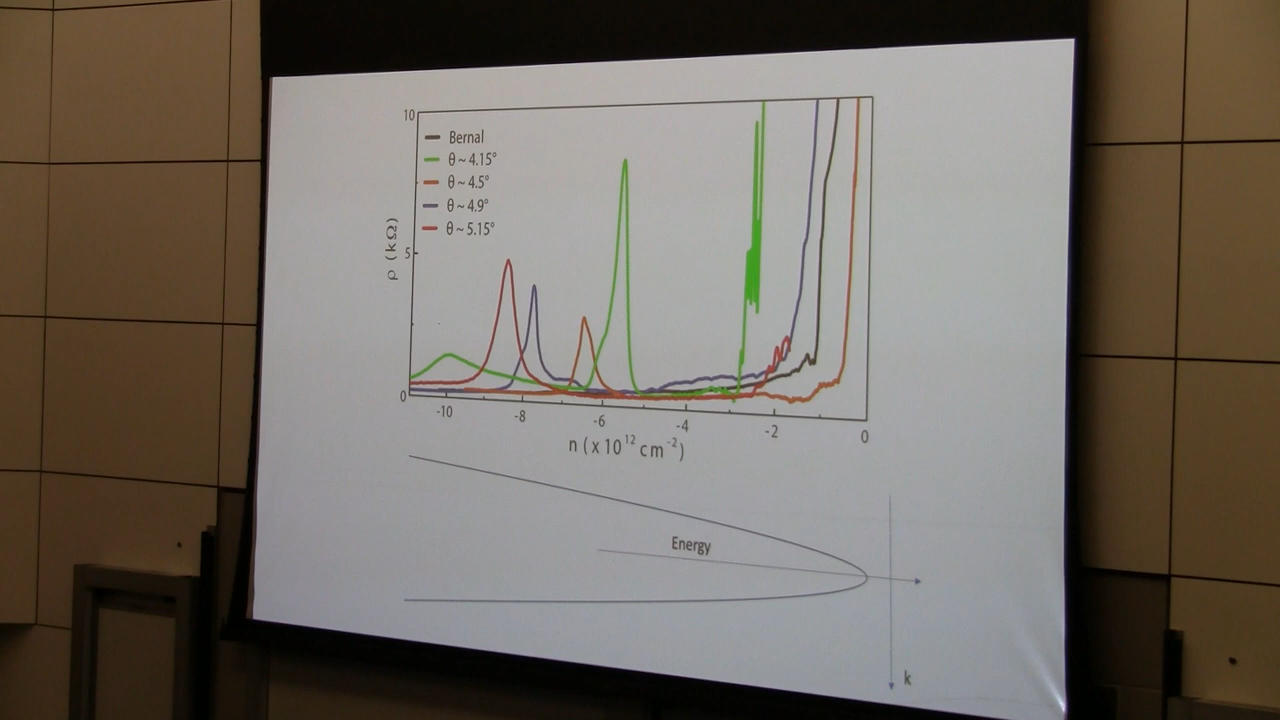 10
Bernal
θ ~ 4.15°
θ ~ 4.5°
θ ~ 4.9°
θ ~ 5.15°
ρ (kΩ)
5
0
-10 -8 -6 -4 -2 0
n (x 10¹² cm⁻²)
Energy
k